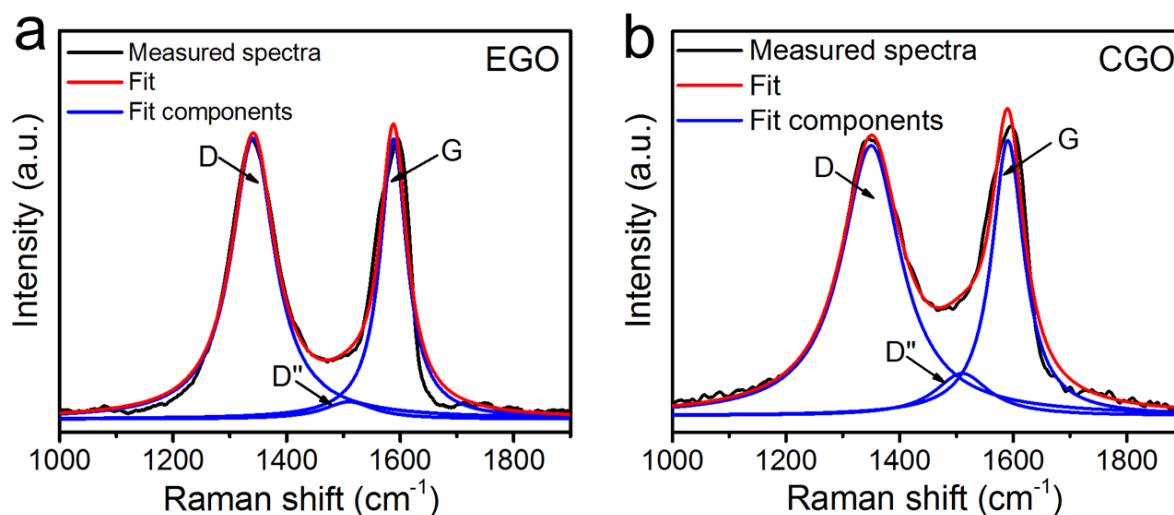 a
Measured spectra
Fit
Fit components
EGO
D
G
D"
Intensity (a.u.)
1000 1200 1400 1600 1800
Raman shift (cm⁻¹)
b
Measured spectra
Fit
Fit components
CGO
D
G
D"
Intensity (a.u.)
1000 1200 1400 1600 1800
Raman shift (cm⁻¹)